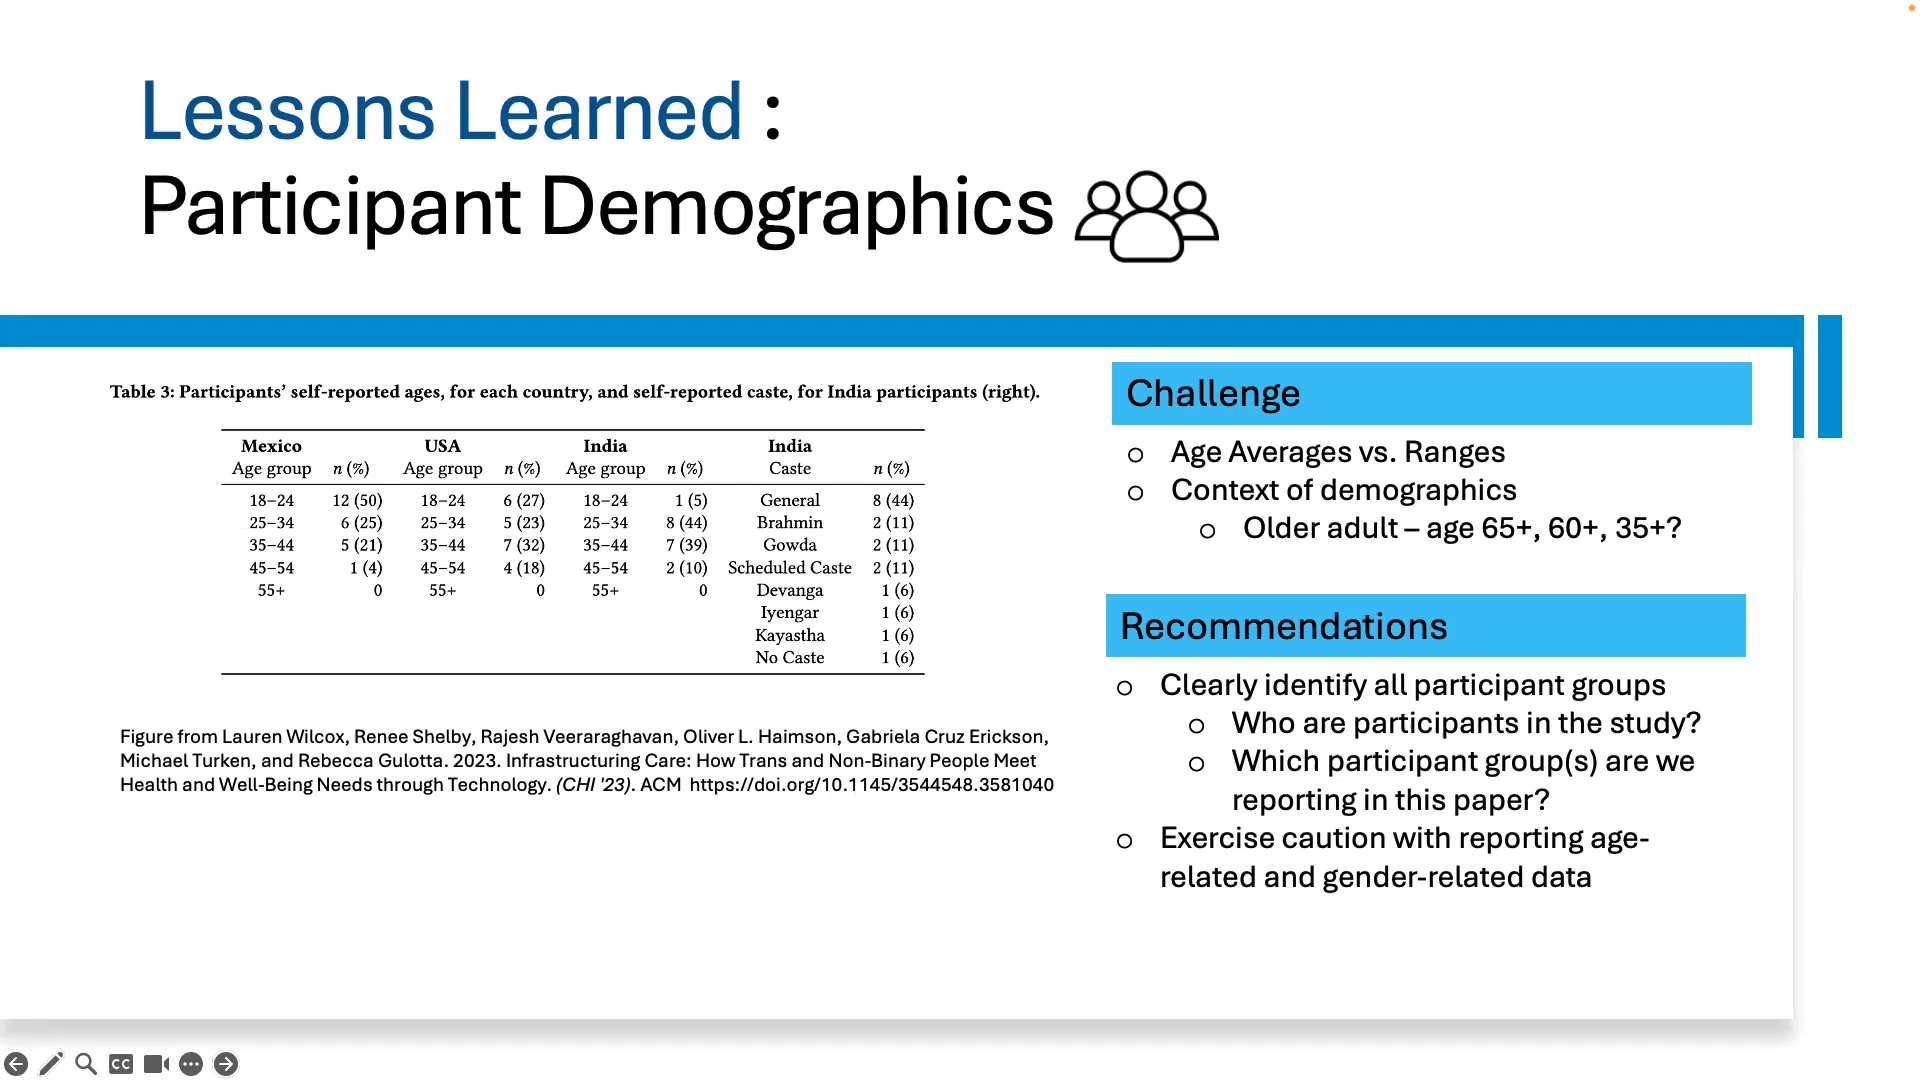 Lessons Learned :
Participant Demographics
Table 3: Participants’ self-reported ages, for each country, and self-reported caste, for India participants (right).
Mexico USA India India
Age group n (%) Age group n (%) Age group n (%) Caste n (%)
18–24 12 (50) 18–24 6 (27) 18–24 1 (5) General 8 (44)
25–34 6 (25) 25–34 5 (23) 25–34 8 (44) Brahmin 2 (11)
35–44 5 (21) 35–44 7 (32) 35–44 7 (39) Gowda 2 (11)
45–54 1 (4) 45–54 4 (18) 45–54 2 (10) Scheduled Caste 2 (11)
55+ 0 55+ 0 55+ 0 Devanga 1 (6)
Iyengar 1 (6)
Kayastha 1 (6)
No Caste 1 (6)
Figure from Lauren Wilcox, Renee Shelby, Rajesh Veeraraghavan, Oliver L. Haimson, Gabriela Cruz Erickson,
Michael Turken, and Rebecca Gulotta. 2023. Infrastructuring Care: How Trans and Non-Binary People Meet
Health and Well-Being Needs through Technology. (CHI '23). ACM https://doi.org/10.1145/3544548.3581040
Challenge
o Age Averages vs. Ranges
o Context of demographics
o Older adult – age 65+, 60+, 35+?
Recommendations
o Clearly identify all participant groups
o Who are participants in the study?
o Which participant group(s) are we
reporting in this paper?
o Exercise caution with reporting age-
related and gender-related data
CC